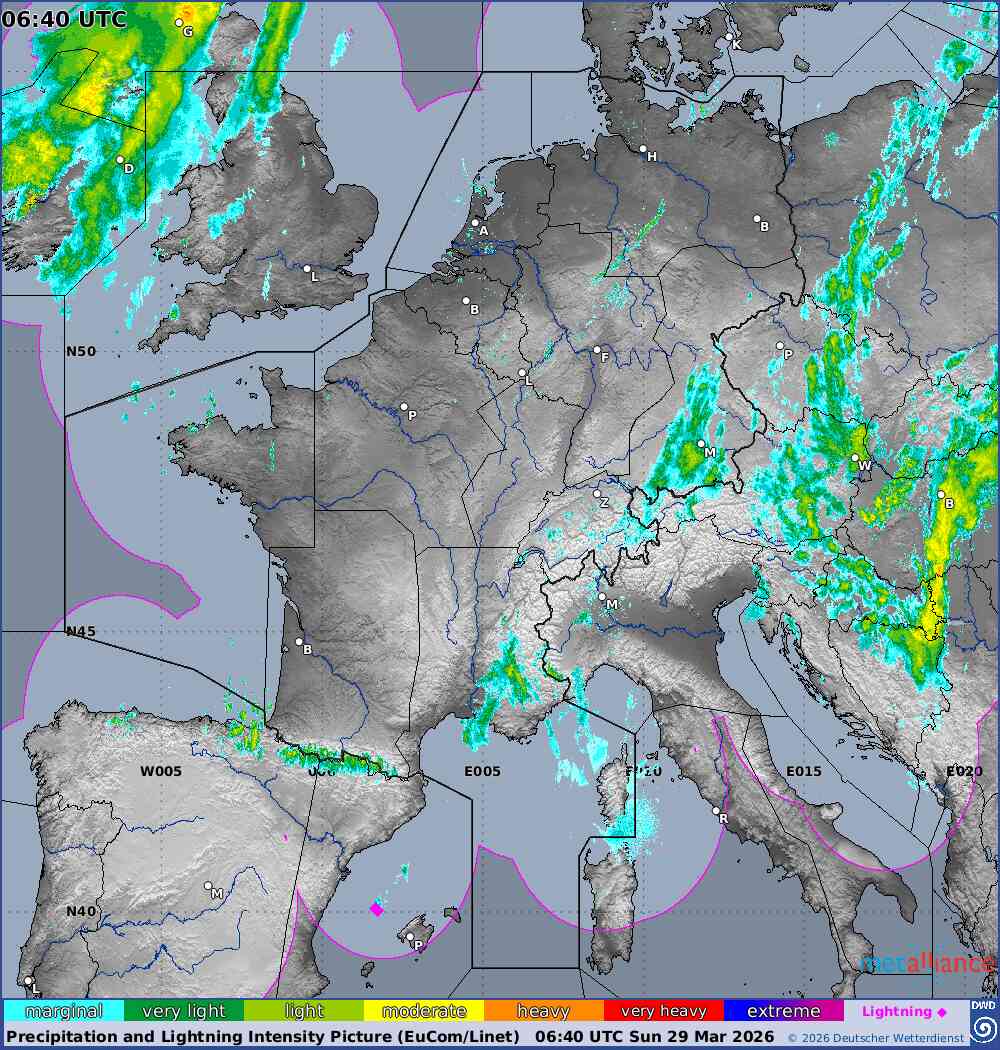 06:40 UTC
G
K
D
H
A
B
L
B
N50
F
P
L
P
M
W
Z
B
M
N45
B
W005
000
E005
E010
E015
E020
R
M
N40
P
L
metalliance
marginal very light light moderate heavy very heavy extreme Lightning ◆ DWD
Precipitation and Lightning Intensity Picture (EuCom/Linet) 06:40 UTC Sun 29 Mar 2026 © 2026 Deutscher Wetterdienst